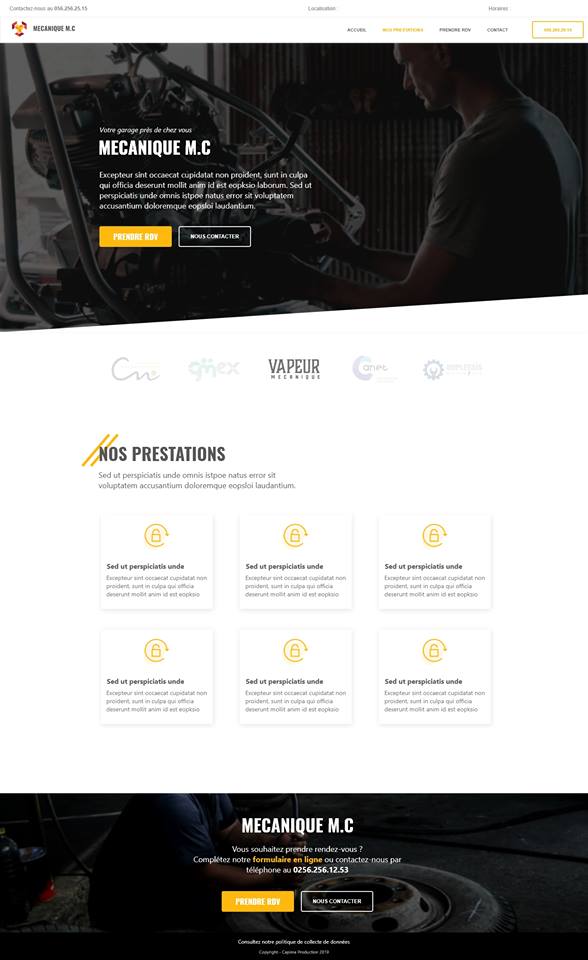 Contactez-nous au 056.256.25.15
Localisation :
Horaires :
MECANIQUE M.C
ACCUEIL
NOS PRESTATIONS
PRENDRE RDV
CONTACT
Votre garage près de chez vous
MECANIQUE M.C
Excepteur sint occaecat cupidatat non proident, sunt in culpa
qui officia deserunt mollit anim id est eopksio laborum. Sed ut
perspiciatis unde omnis istpoe natus error sit voluptatem
accusantium doloremque eopsloi laudantium.
PRENDRE RDV
NOUS CONTACTER
VAPEUR
MECANIQUE
NOS PRESTATIONS
Sed ut perspiciatis unde omnis istpoe natus error sit
voluptatem accusantium doloremque eopsloi laudantium.
Sed ut perspiciatis unde
Excepteur sint occaecat cupidatat non
proident, sunt in culpa qui officia
deserunt mollit anim id est eopksio
Sed ut perspiciatis unde
Excepteur sint occaecat cupidatat non
proident, sunt in culpa qui officia
deserunt mollit anim id est eopksio
Sed ut perspiciatis unde
Excepteur sint occaecat cupidatat non
proident, sunt in culpa qui officia
deserunt mollit anim id est eopksio
Sed ut perspiciatis unde
Excepteur sint occaecat cupidatat non
proident, sunt in culpa qui officia
deserunt mollit anim id est eopksio
Sed ut perspiciatis unde
Excepteur sint occaecat cupidatat non
proident, sunt in culpa qui officia
deserunt mollit anim id est eopksio
Sed ut perspiciatis unde
Excepteur sint occaecat cupidatat non
proident, sunt in culpa qui officia
deserunt mollit anim id est eopksio
MECANIQUE M.C
Vous souhaitez prendre rendez-vous ?
Complétez notre formulaire en ligne ou contactez-nous par
téléphone au 0256.256.12.53
PRENDRE RDV
NOUS CONTACTER
Consultez notre politique de collecte de données
Copyright - Capinra Production 2019